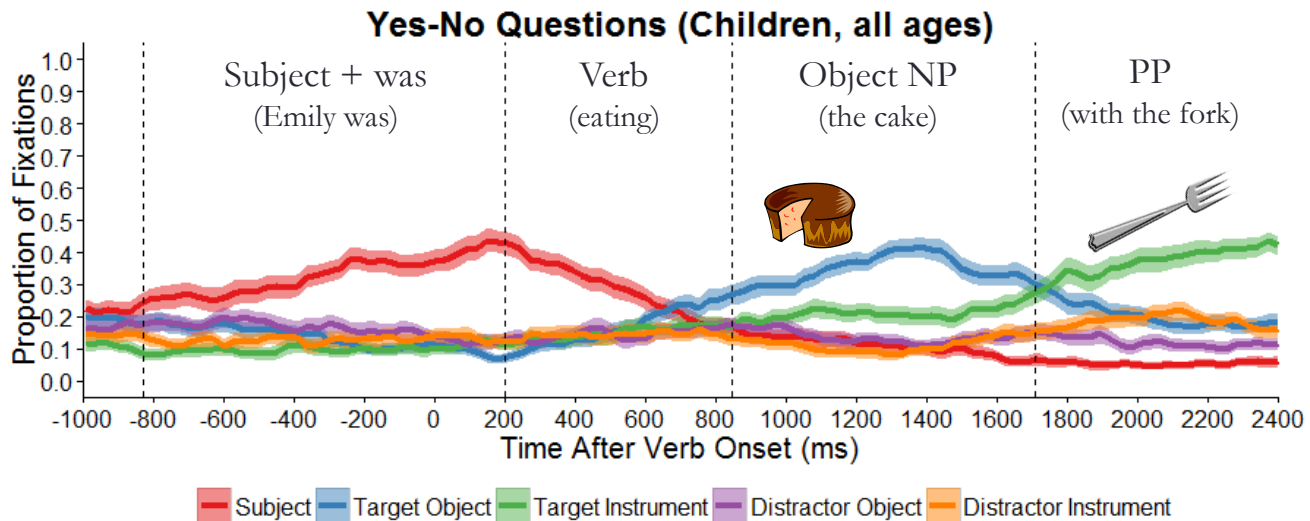 Yes-No Questions (Children, all ages)
Subject + was
(Emily was)
Verb
(eating)
Object NP
(the cake)
PP
(with the fork)
Proportion of Fixations
1.0
0.9
0.8
0.7
0.6
0.5
0.4
0.3
0.2
0.1
0.0
-1000 -800 -600 -400 -200 0 200 400 600 800 1000 1200 1400 1600 1800 2000 2200 2400
Time After Verb Onset (ms)
Subject Target Object Target Instrument Distractor Object Distractor Instrument